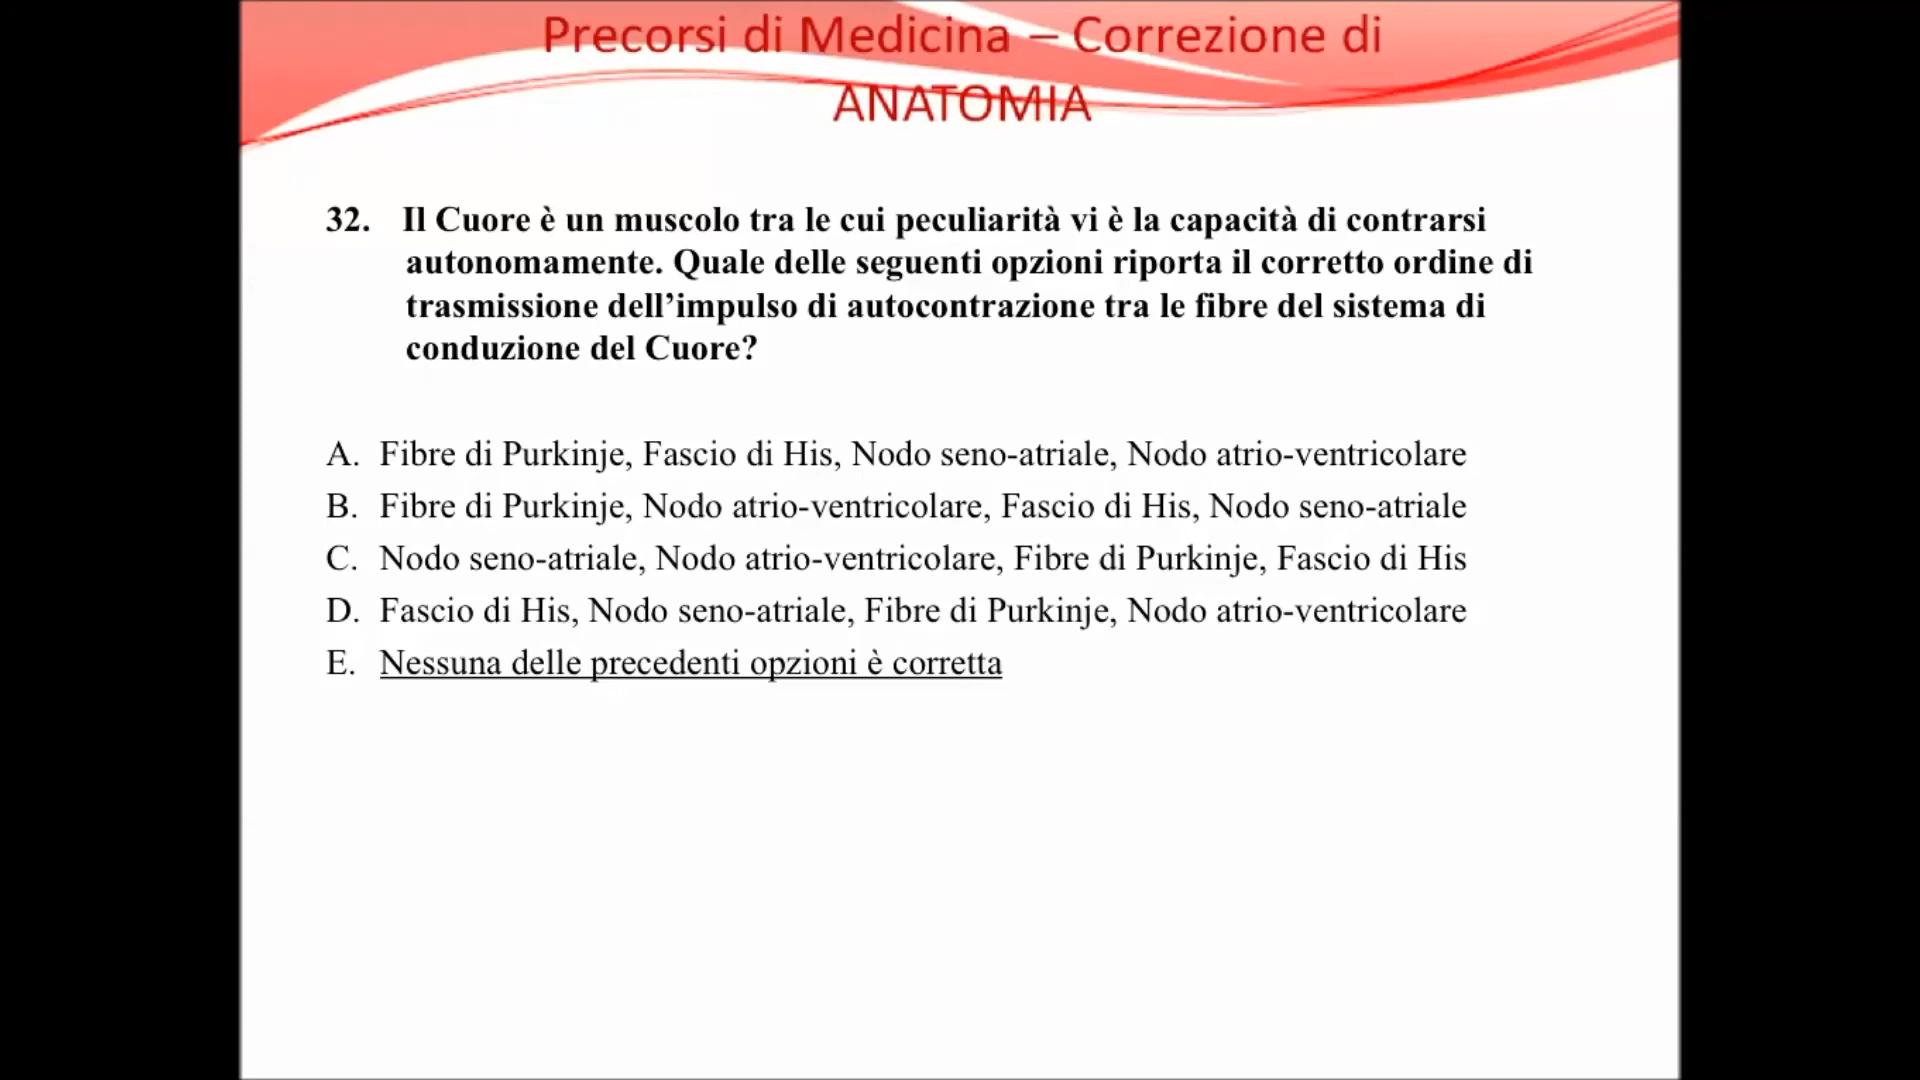 Precorsi di Medicina – Correzione di
ANATOMIA
32. Il Cuore è un muscolo tra le cui peculiarità vi è la capacità di contrarsi
autonomamente. Quale delle seguenti opzioni riporta il corretto ordine di
trasmissione dell’impulso di autocontrazione tra le fibre del sistema di
conduzione del Cuore?
A. Fibre di Purkinje, Fascio di His, Nodo seno-atriale, Nodo atrio-ventricolare
B. Fibre di Purkinje, Nodo atrio-ventricolare, Fascio di His, Nodo seno-atriale
C. Nodo seno-atriale, Nodo atrio-ventricolare, Fibre di Purkinje, Fascio di His
D. Fascio di His, Nodo seno-atriale, Fibre di Purkinje, Nodo atrio-ventricolare
E. Nessuna delle precedenti opzioni è corretta